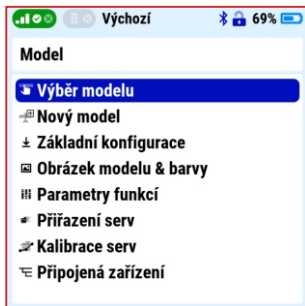 B Výchozí 69%
Model
Výběr modelu
Nový model
Základní konfigurace
Obrázek modelu & barvy
Parametry funkcí
Přiřazení serv
Kalibrace serv
Připojená zařízení